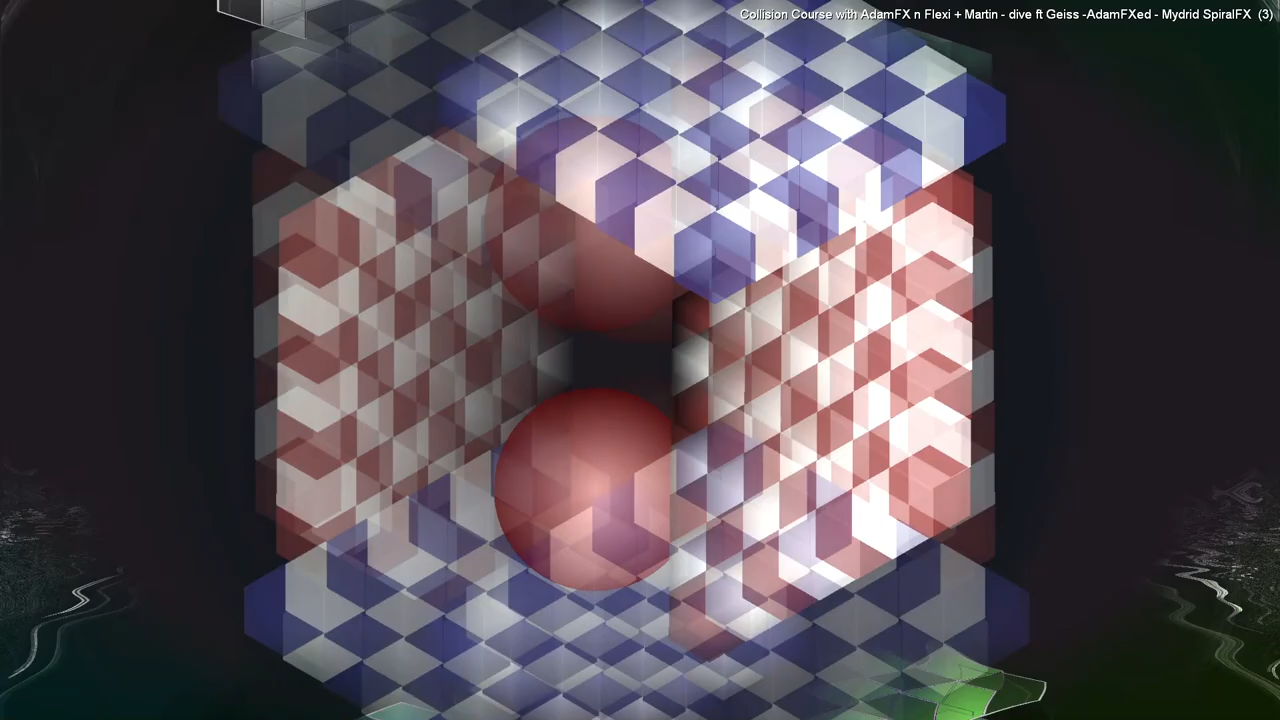 Collision Course with AdamFX n Flexi + Martin - dive ft Geiss -AdamFXed - Mydrid SpiralFX  (3)